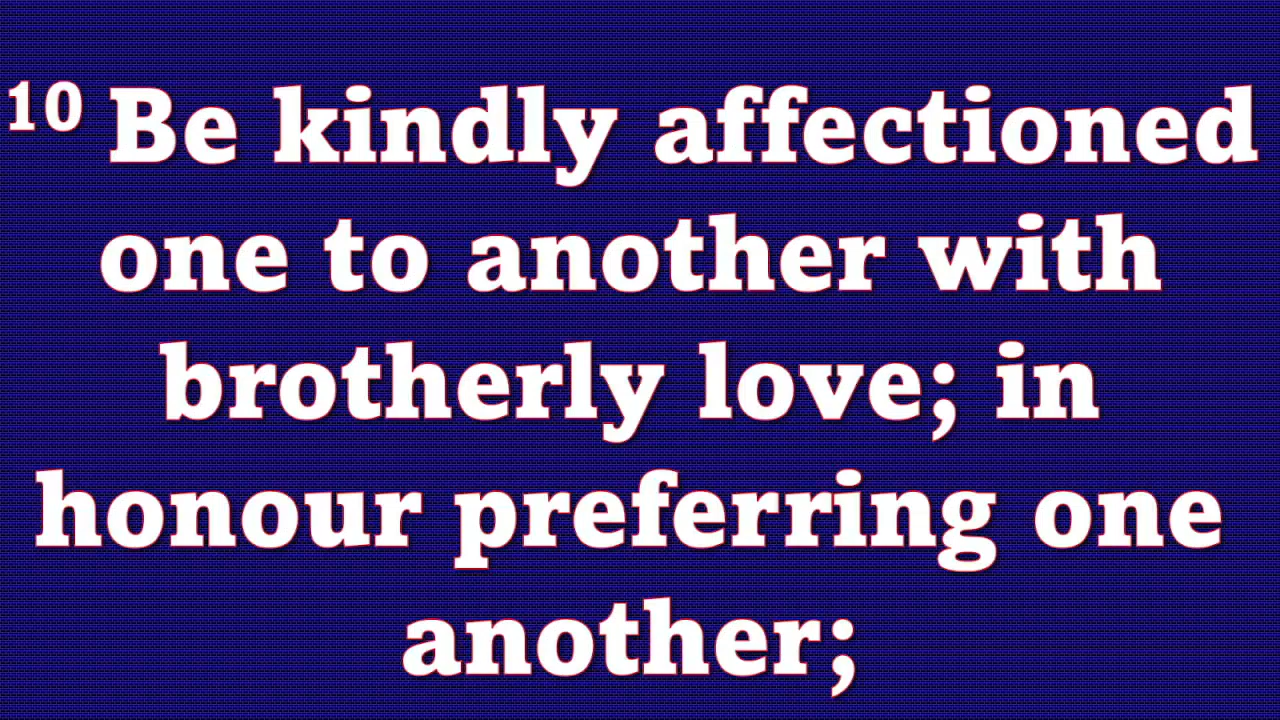 10 Be kindly affectioned
one to another with
brotherly love; in
honour preferring one
another;